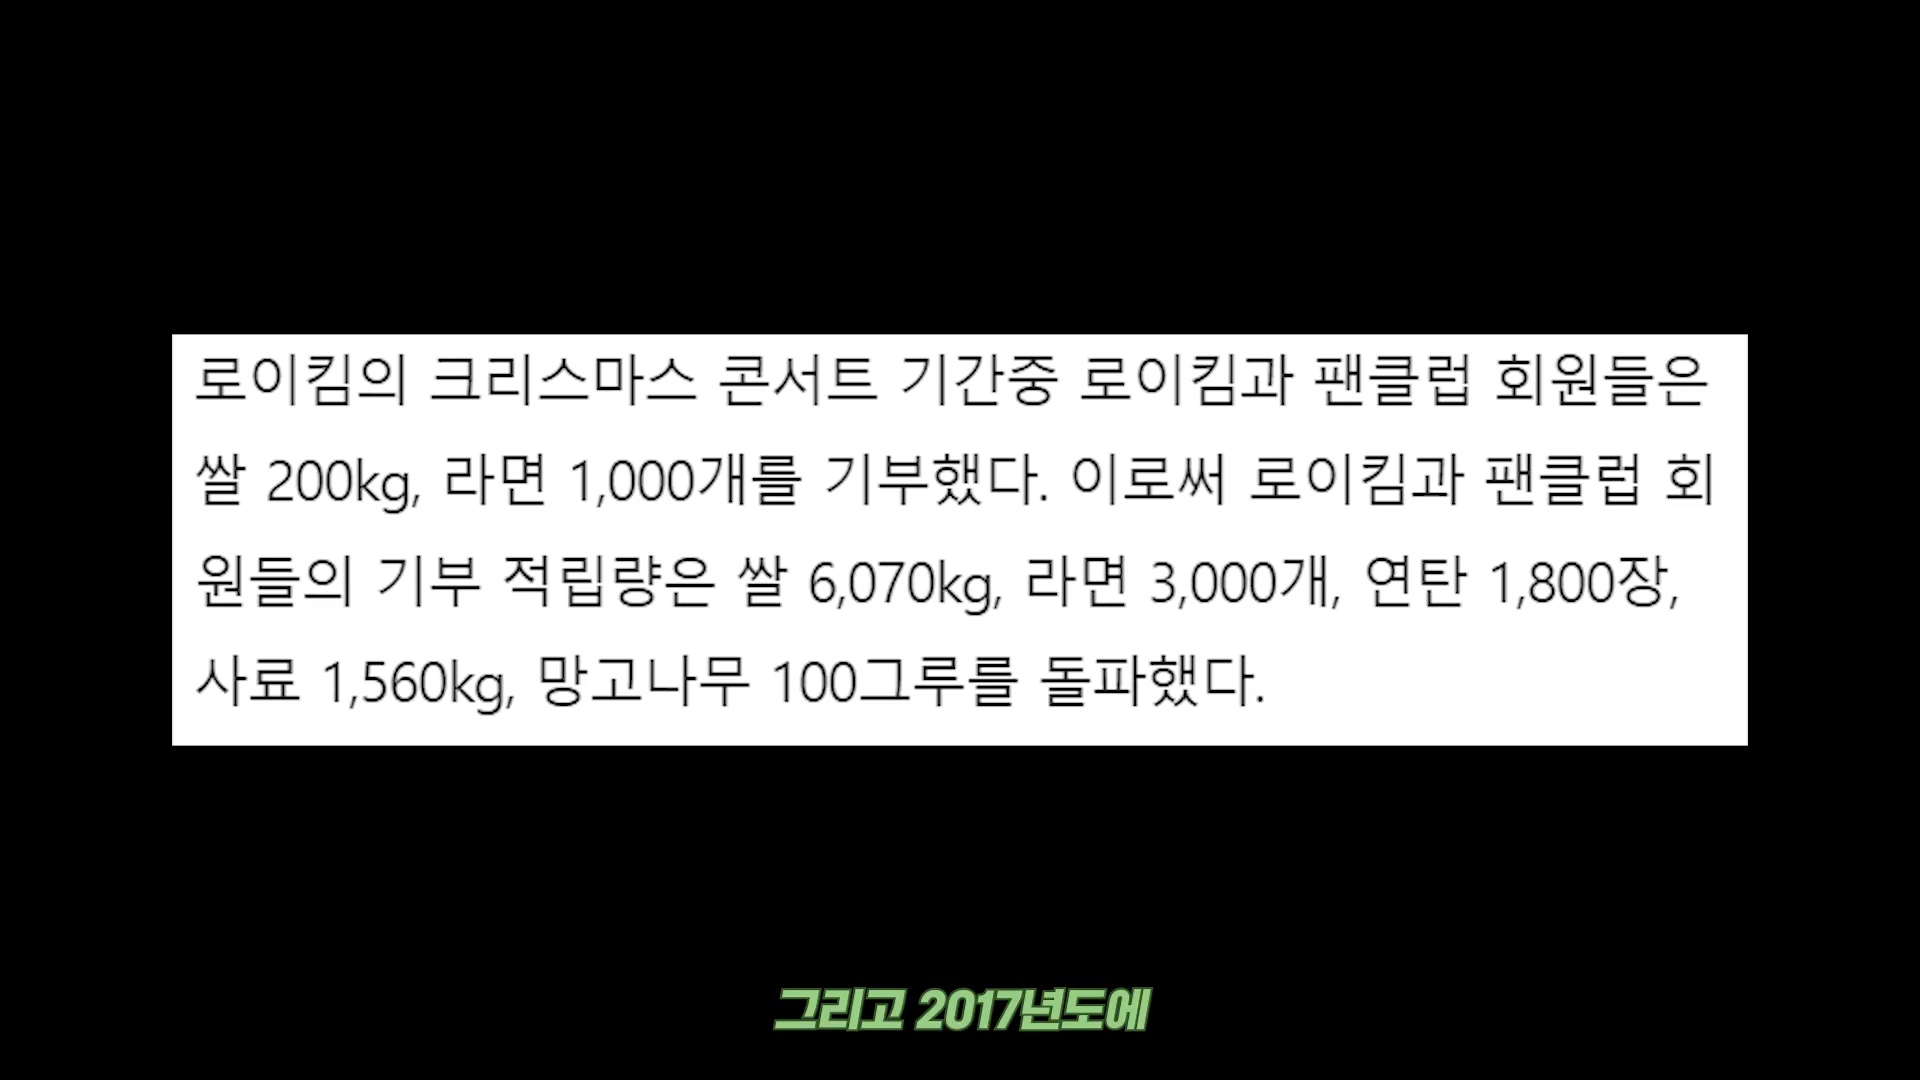 로이킴의 크리스마스 콘서트 기간중 로이킴과 팬클럽 회원들은
쌀 200kg, 라면 1,000개를 기부했다. 이로써 로이킴과 팬클럽 회
원들의 기부 적립량은 쌀 6,070kg, 라면 3,000개, 연탄 1,800장,
사료 1,560kg, 망고나무 100그루를 돌파했다.
그리고 2017년도에